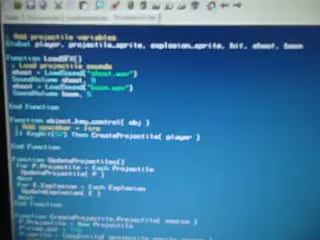 ; Add projectile variables
Global player, projectile_sprite, explosion_sprite, hit, shoot, boom
Function LoadSFX()
; Load projectile sounds
shoot = LoadSound("shoot.wav")
SoundVolume shoot,
shoot = LoadSound("boom.wav")
SoundVolume boom, 5
End Function
Function object_key_control( obj )
; Add spacebar = fire
If KeyHit(57) Then CreateProjectile( player )
End Function
Function UpdateProjectiles()
For P.Projectile = Each Projectile
UpdateProjectile( P )
Next
For E.Explosion = Each Explosion
UpdateExplosion( E )
Next
End Function
Function CreateProjectile.Projectile( source )
P.Projectile = New Projectile